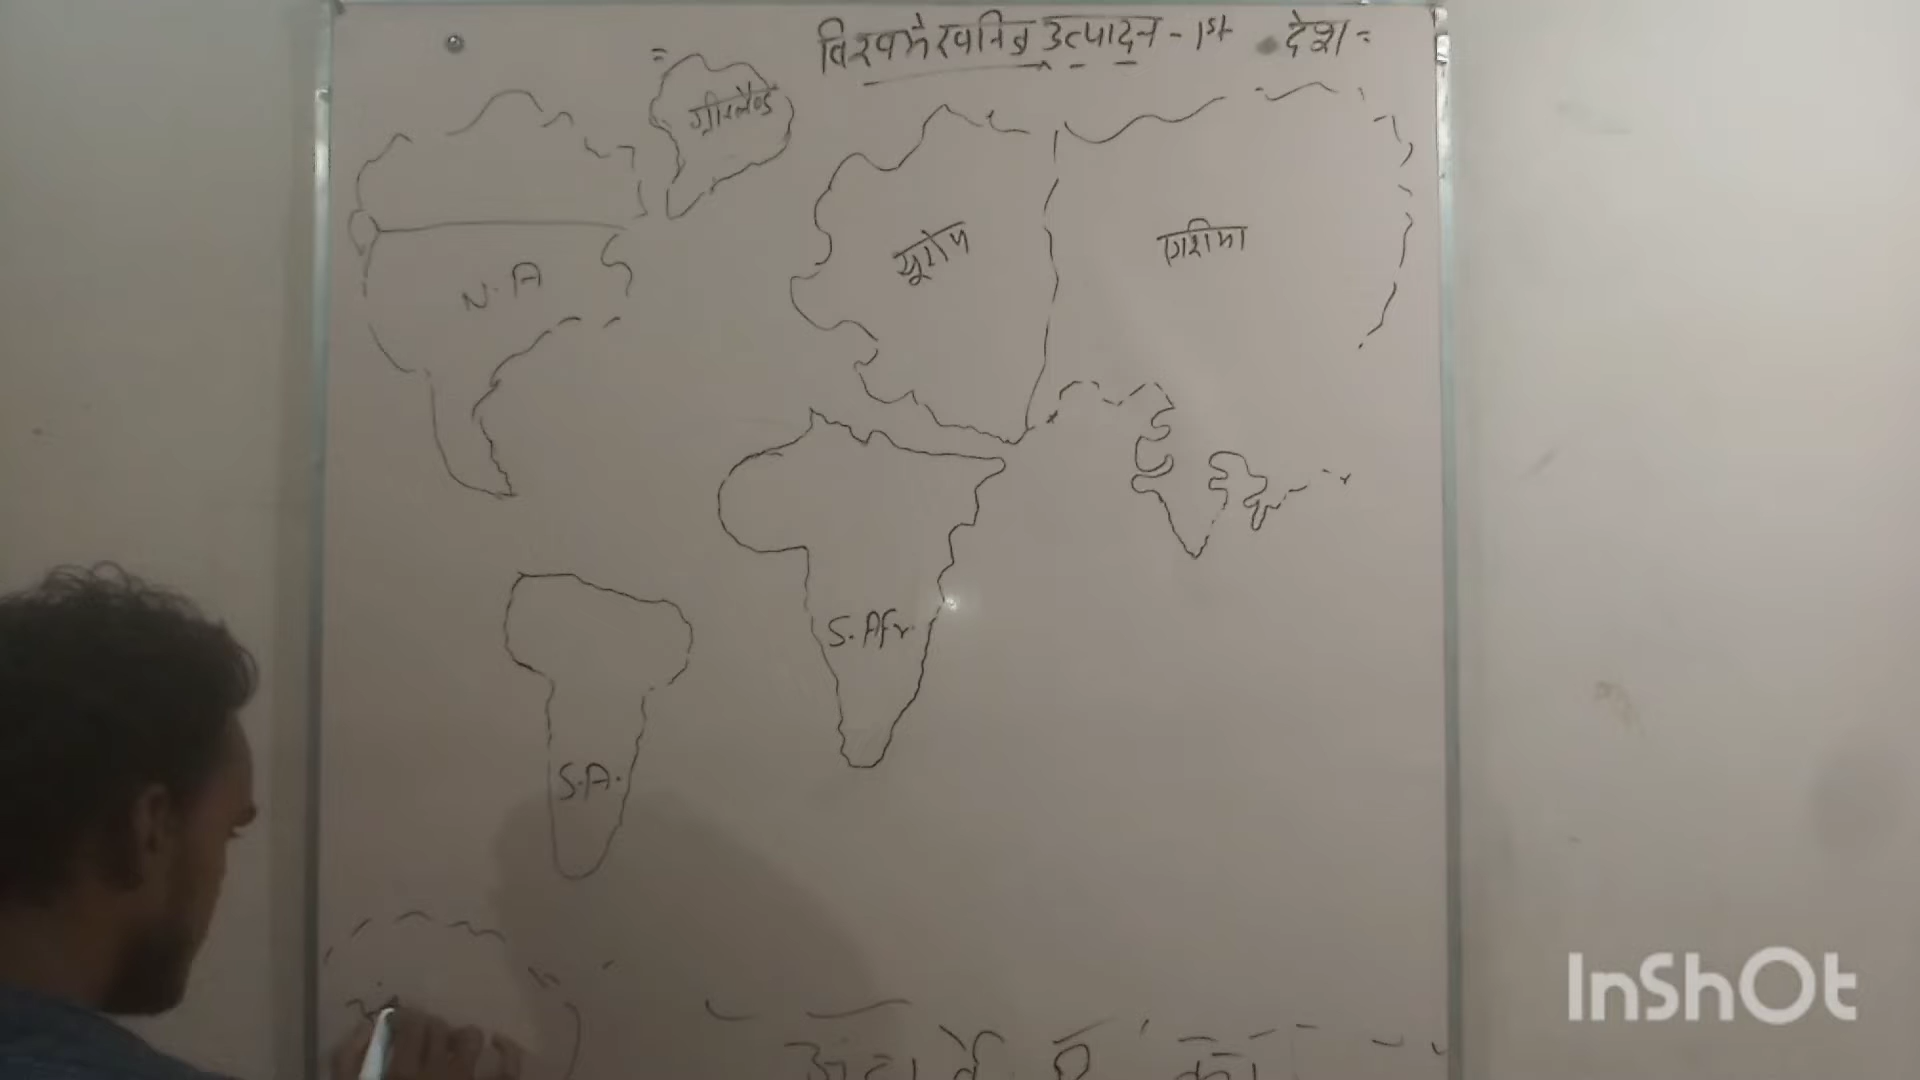 विश्व में खनिज उत्पादन - 1st देश =
ग्रीनलैण्ड
यूरोप
एशिया
N.A
S. Afr.
S.A.
InShOt